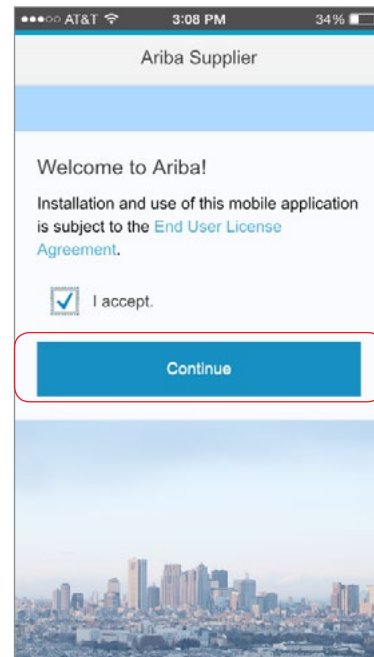 AT&T 3:08 PM 34%
Ariba Supplier
Welcome to Ariba!
Installation and use of this mobile application
is subject to the End User License
Agreement.
I accept.
Continue